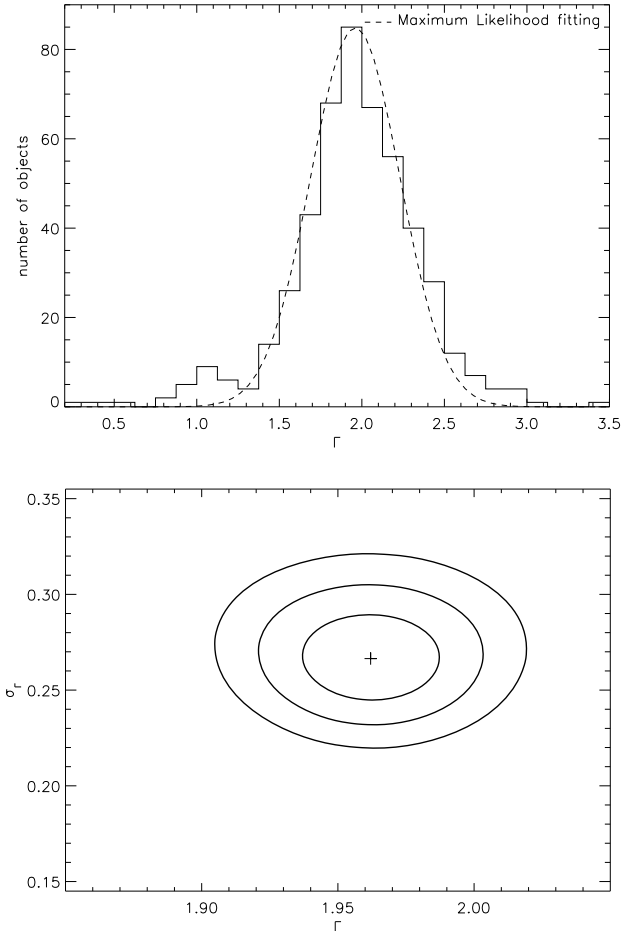 Maximum Likelihood fitting
80
60
40
20
0
number of objects
0.5 1.0 1.5 2.0 2.5 3.0 3.5
Γ
0.35
0.30
0.25
0.20
0.15
σΓ
1.90 1.95 2.00
Γ